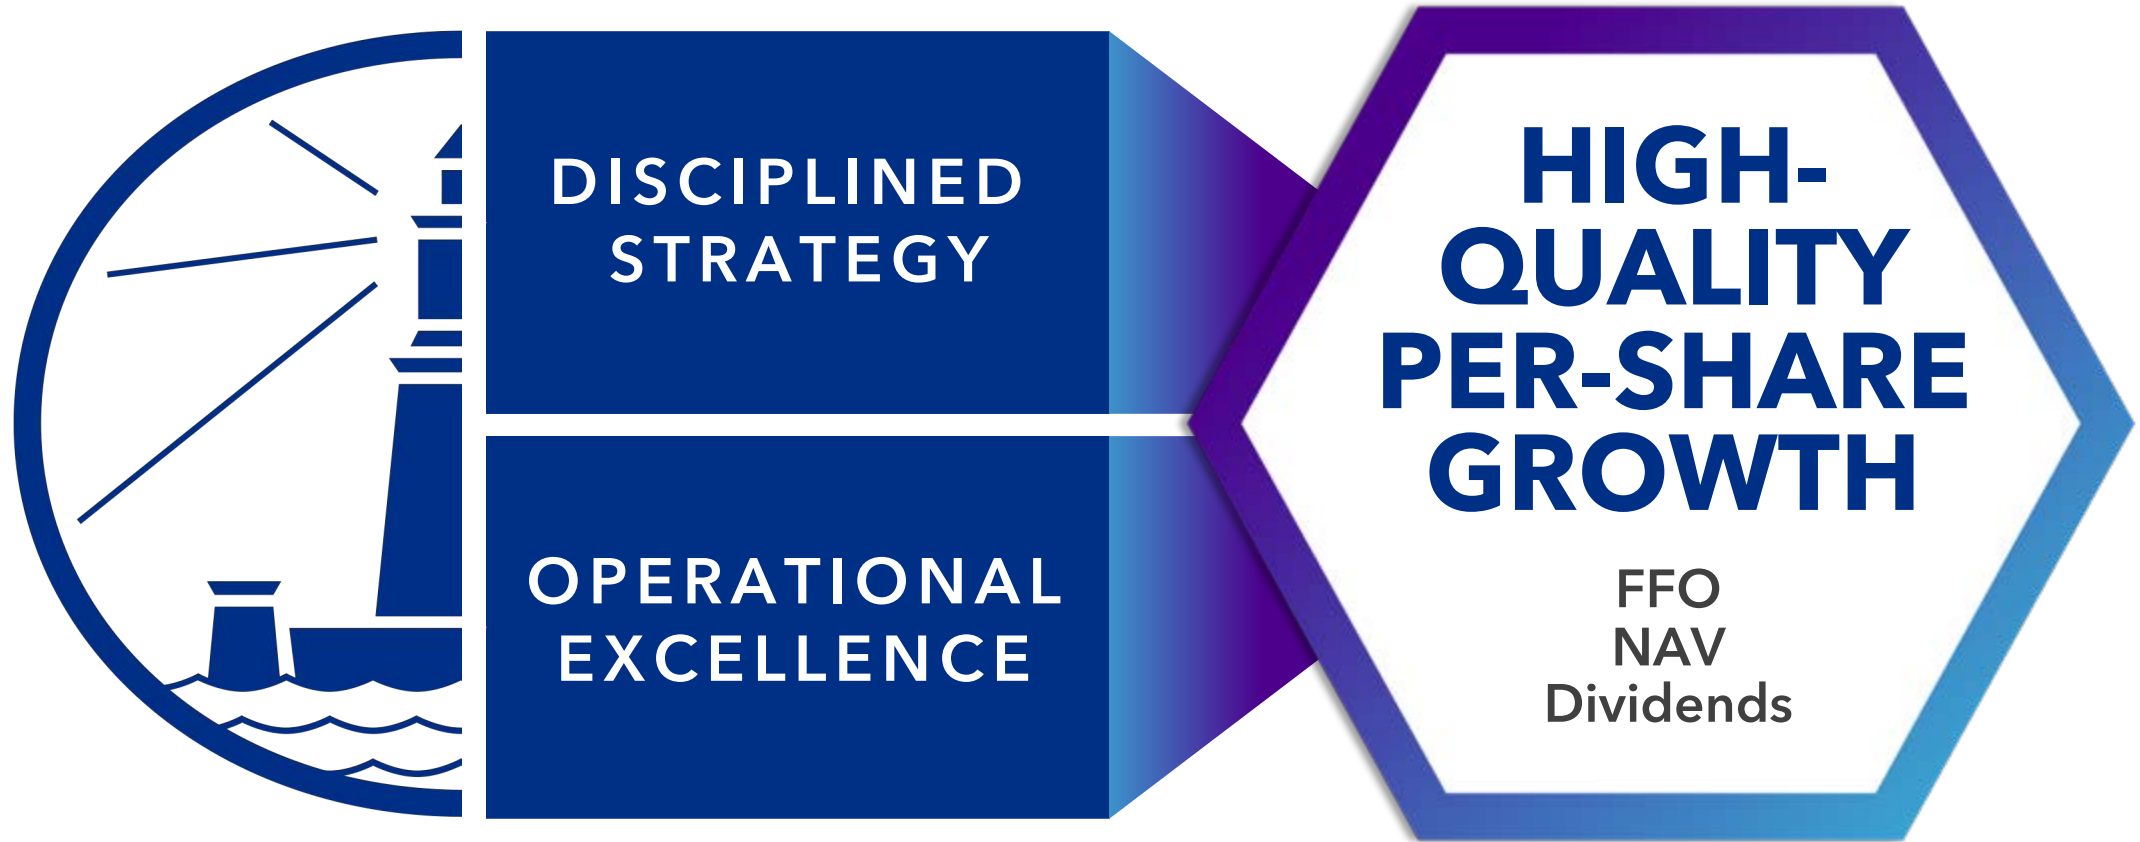 DISCIPLINED
STRATEGY
OPERATIONAL
EXCELLENCE
HIGH-
QUALITY
PER-SHARE
GROWTH
FFO
NAV
Dividends